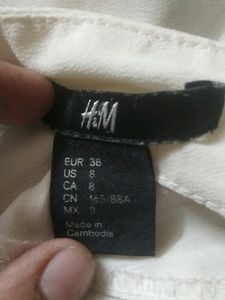 H&M
EUR 38
US 8
CA 8
CN 165/88A
MX 8
Made in
Cambodia